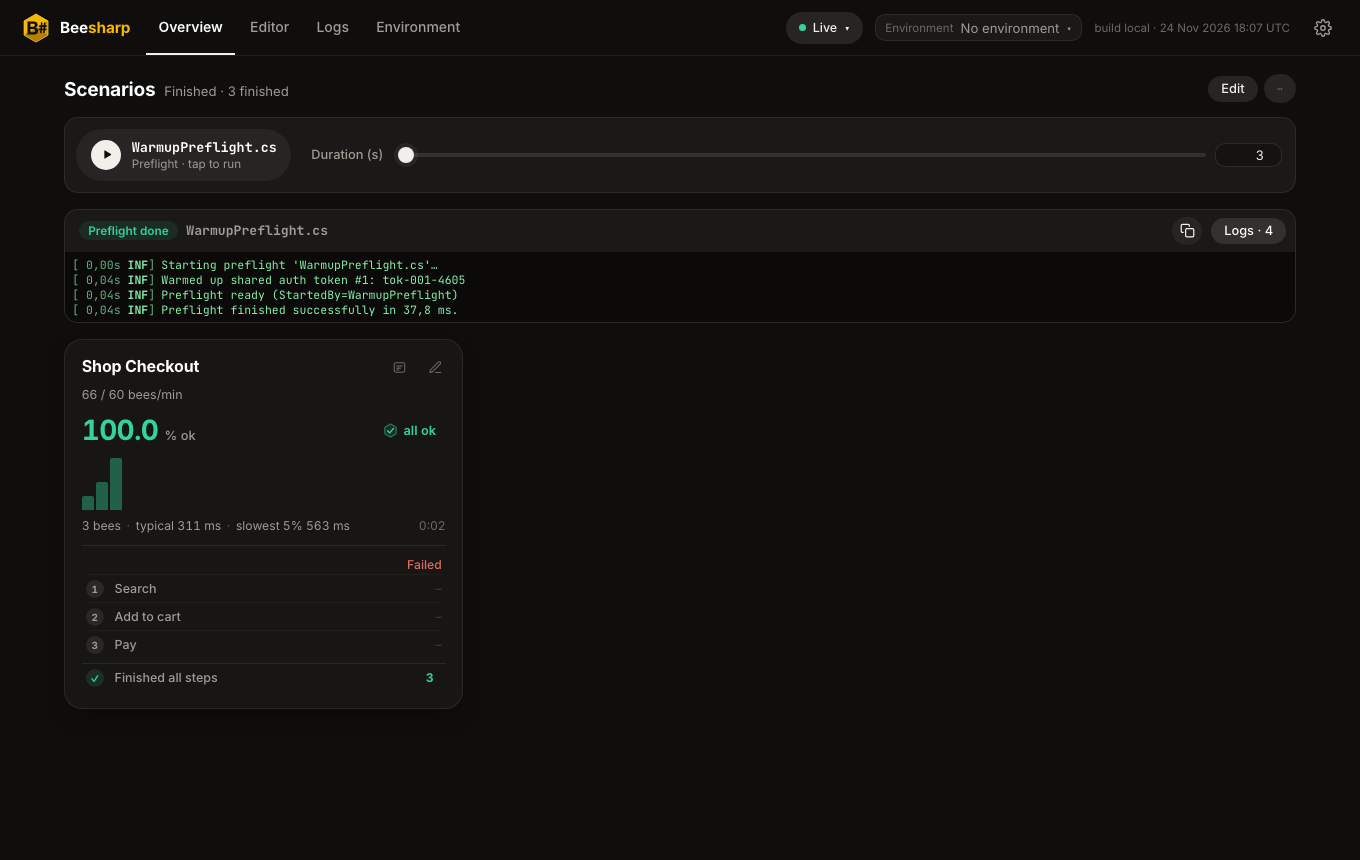 B# Beesharp Overview Editor Logs Environment Live Environment No environment build local · 24 Nov 2026 18:07 UTC
Scenarios Finished · 3 finished Edit
WarmupPreflight.cs
Preflight · tap to run
Duration (s) 3
Preflight done WarmupPreflight.cs Logs · 4
[ 0,00s INF] Starting preflight 'WarmupPreflight.cs'…
[ 0,04s INF] Warmed up shared auth token #1: tok-001-4605
[ 0,04s INF] Preflight ready (StartedBy=WarmupPreflight)
[ 0,04s INF] Preflight finished successfully in 37,8 ms.
Shop Checkout
66 / 60 bees/min
100.0 % ok all ok
3 bees · typical 311 ms · slowest 5% 563 ms 0:02
Failed
1 Search –
2 Add to cart –
3 Pay –
Finished all steps 3